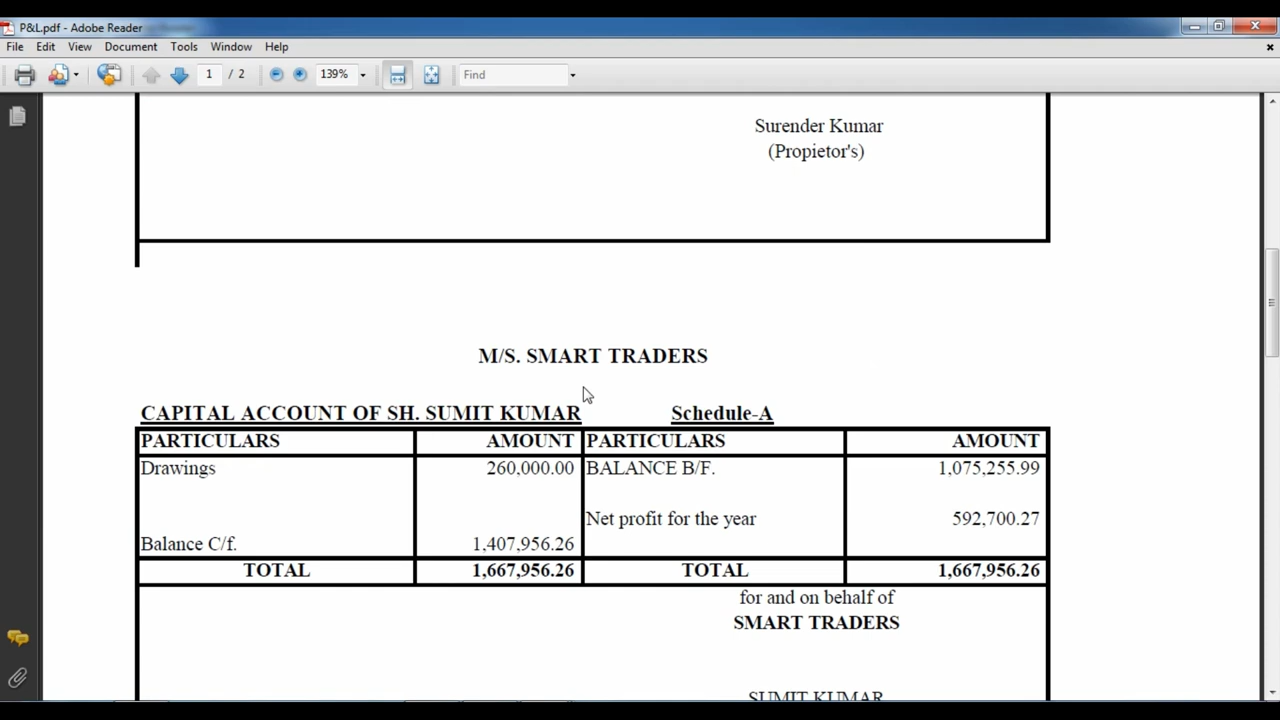 P&L.pdf - Adobe Reader
File Edit View Document Tools Window Help
1 / 2 139% Find
Surender Kumar
(Propietor's)
M/S. SMART TRADERS
CAPITAL ACCOUNT OF SH. SUMIT KUMAR Schedule-A
PARTICULARS AMOUNT PARTICULARS AMOUNT
Drawings 260,000.00 BALANCE B/F. 1,075,255.99
Net profit for the year 592,700.27
Balance C/f. 1,407,956.26
TOTAL 1,667,956.26 TOTAL 1,667,956.26
for and on behalf of
SMART TRADERS
SUMIT KUMAR